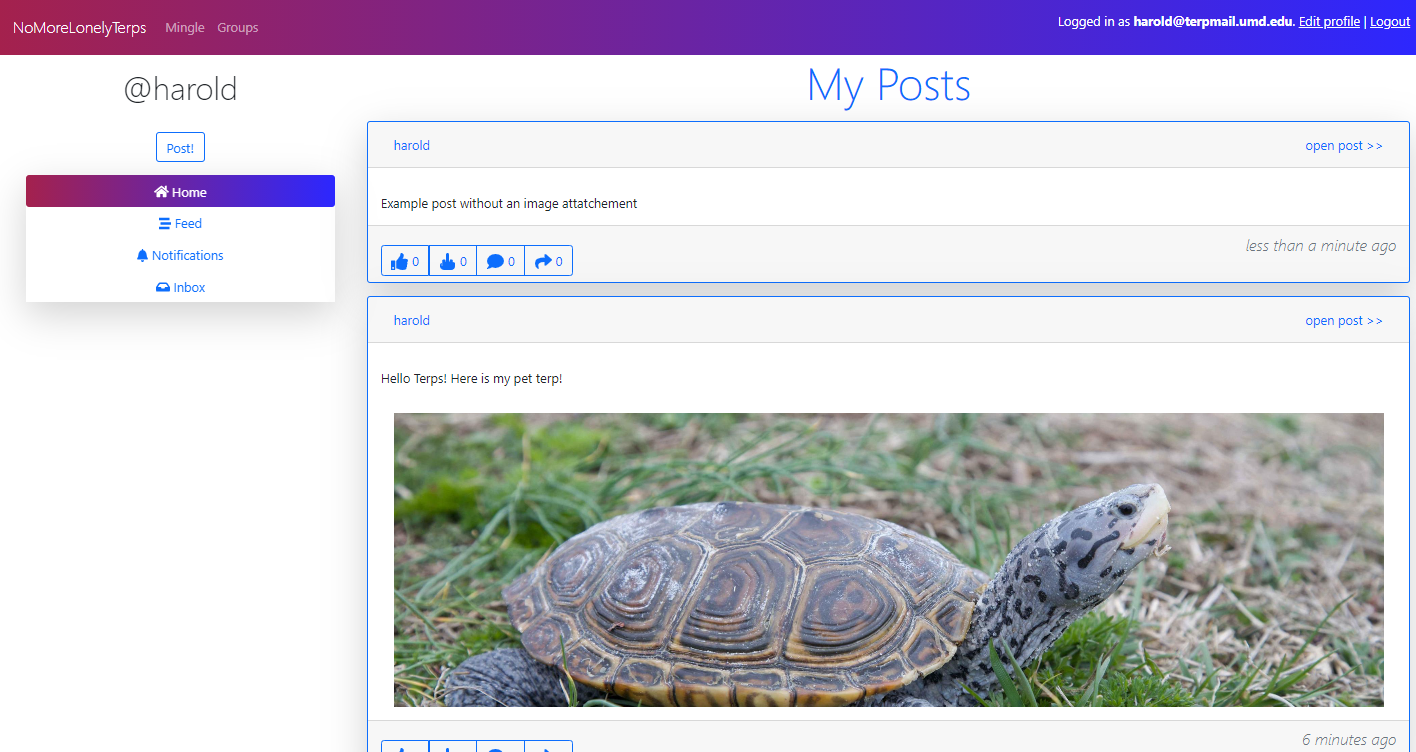 NoMoreLonelyTerps Mingle Groups
Logged in as harold@terpmail.umd.edu. Edit profile | Logout
@harold
Post!
Home
Feed
Notifications
Inbox
My Posts
harold open post >>
Example post without an image attatchement
0 0 0 0
less than a minute ago
harold open post >>
Hello Terps! Here is my pet terp!
6 minutes ago